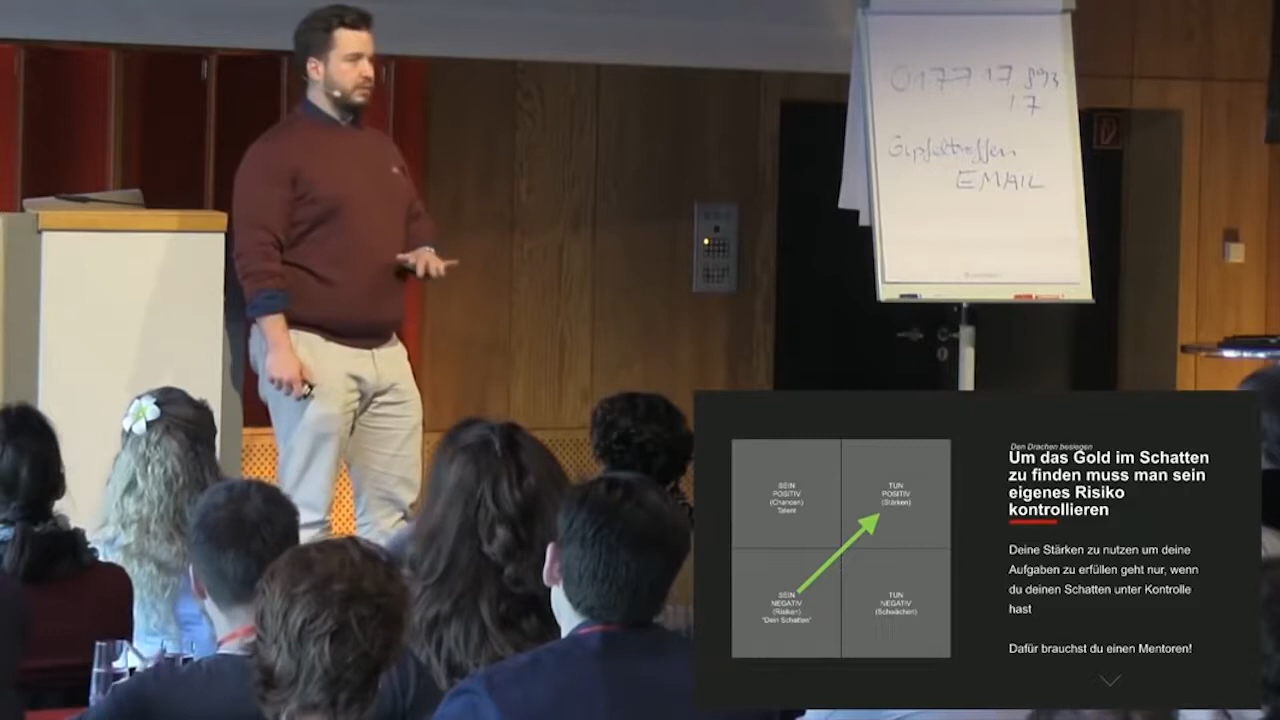 0177 17 893
17
Gipfeltreffen
EMAIL
SEIN
POSITIV
(Chancen)
Talent
TUN
POSITIV
(Stärken)
SEIN
NEGATIV
(Risiken)
"Dein Schatten"
TUN
NEGATIV
(Schwächen)
Den Drachen besiegen
Um das Gold im Schatten
zu finden muss man sein
eigenes Risiko
kontrollieren
Deine Stärken zu nutzen um deine
Aufgaben zu erfüllen geht nur, wenn
du deinen Schatten unter Kontrolle
hast
Dafür brauchst du einen Mentoren!